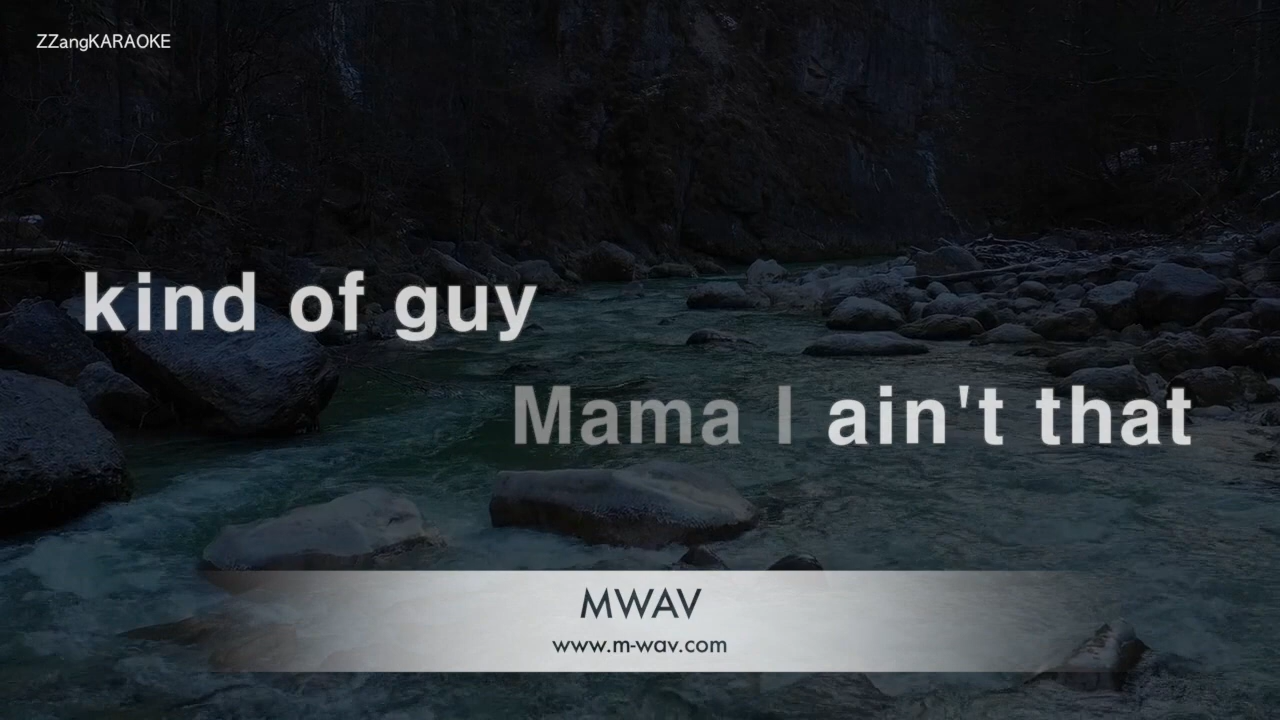 ZZangKARAOKE
kind of guy
Mama I ain't that
MWAV
www.m-wav.com